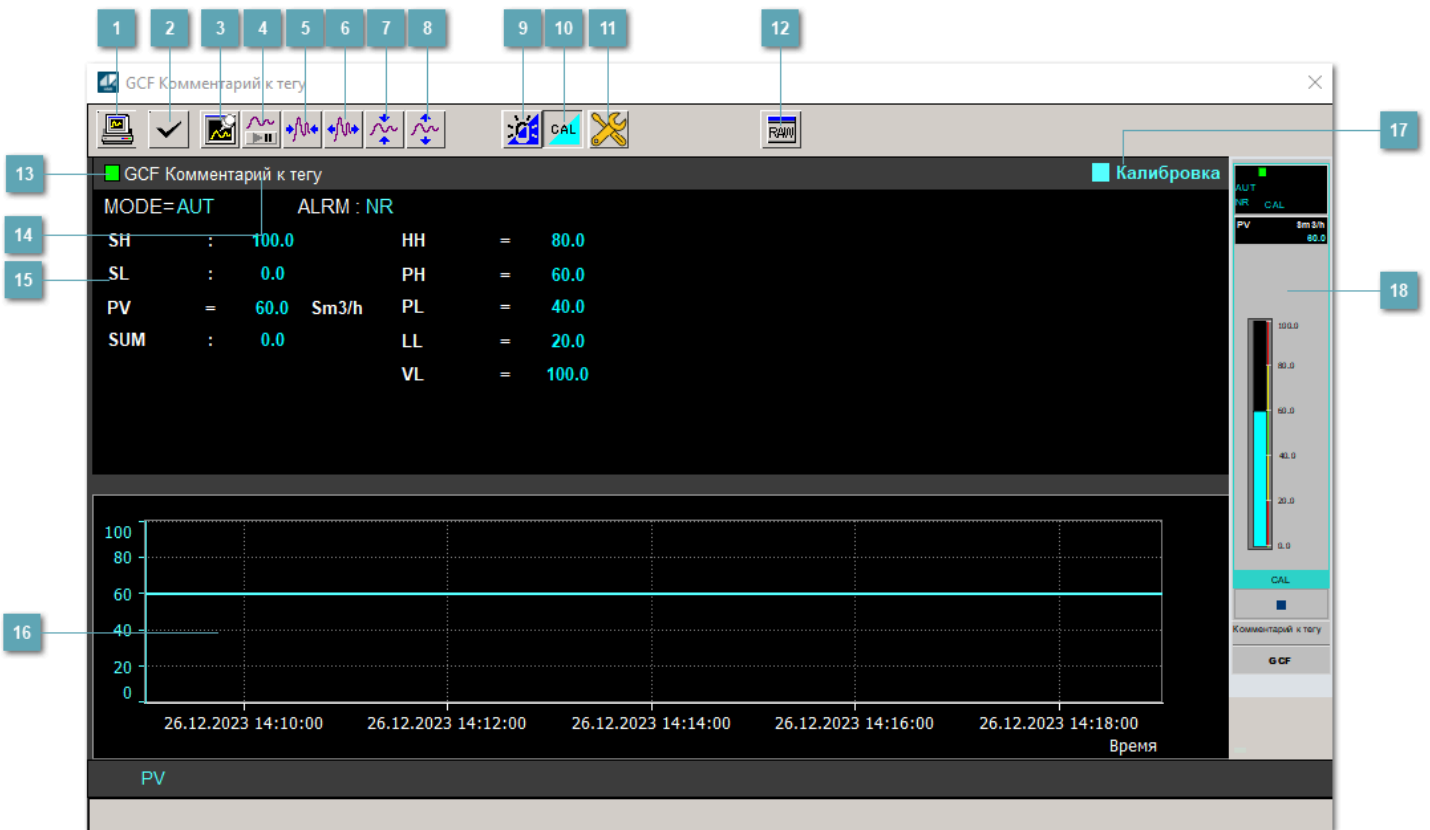 1 2 3 4 5 6 7 8 9 10 11 12
GCF Комментарий к тегу
CAL RAW
17
13
GCF Комментарий к тегу
Калибровка
MODE=AUT ALRM : NR
14
SH : 100.0 HH = 80.0
15
SL : 0.0 PH = 60.0
PV = 60.0 Sm3/h PL = 40.0
SUM : 0.0 LL = 20.0
VL = 100.0
AUT
NR CAL
PV Sm3/h
60.0
18
100.0
80.0
60.0
40.0
20.0
0.0
CAL
Комментарий к тегу
GCF
16
100
80
60
40
20
0
26.12.2023 14:10:00 26.12.2023 14:12:00 26.12.2023 14:14:00 26.12.2023 14:16:00 26.12.2023 14:18:00
Время
PV